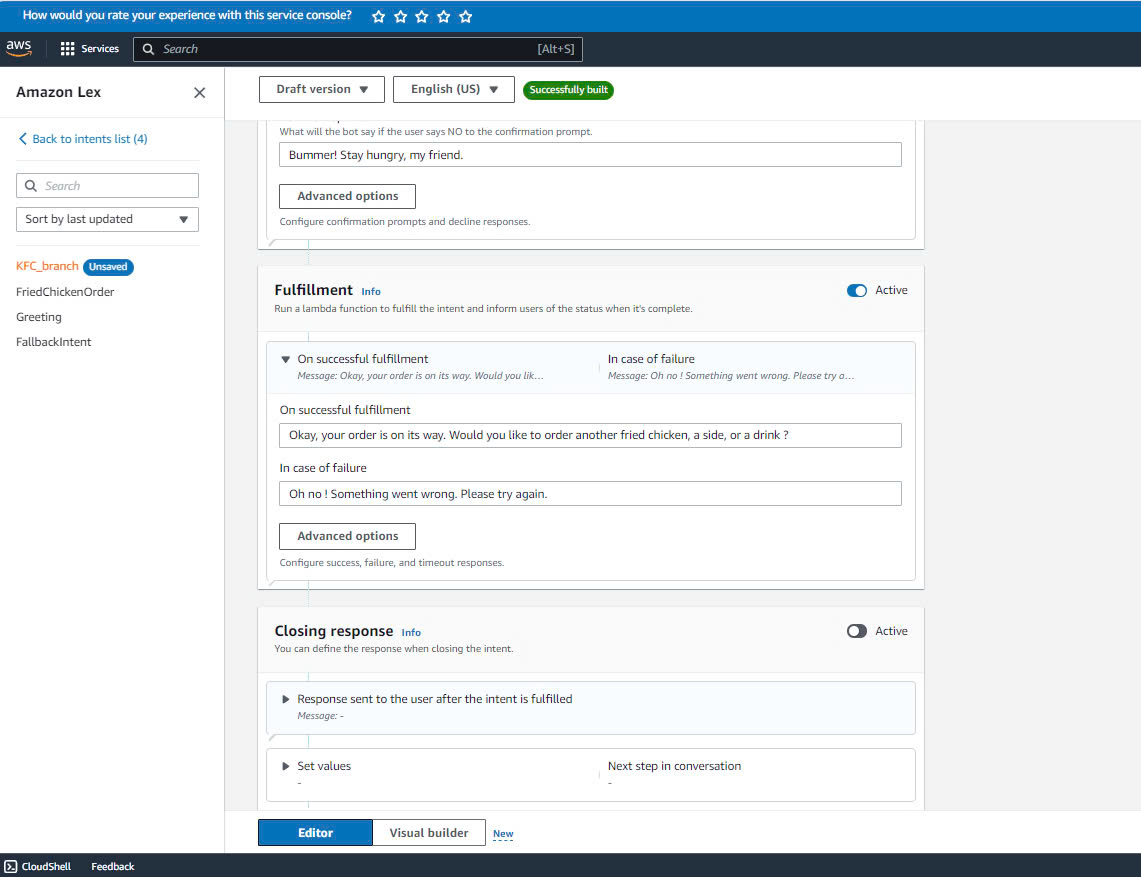 How would you rate your experience with this service console?
aws Services Search [Alt+S]
Amazon Lex
Back to intents list (4)
Search
Sort by last updated
KFC_branch Unsaved
FriedChickenOrder
Greeting
FallbackIntent
Draft version English (US) Successfully built
What will the bot say if the user says NO to the confirmation prompt.
Bummer! Stay hungry, my friend.
Advanced options
Configure confirmation prompts and decline responses.
Fulfillment Info Active
Run a lambda function to fulfill the intent and inform users of the status when it's complete.
On successful fulfillment In case of failure
Message: Okay, your order is on its way. Would you lik... Message: Oh no ! Something went wrong. Please try a...
On successful fulfillment
Okay, your order is on its way. Would you like to order another fried chicken, a side, or a drink ?
In case of failure
Oh no ! Something went wrong. Please try again.
Advanced options
Configure success, failure, and timeout responses.
Closing response Info Active
You can define the response when closing the intent.
Response sent to the user after the intent is fulfilled
Message: -
Set values Next step in conversation
- -
Editor Visual builder New
CloudShell Feedback